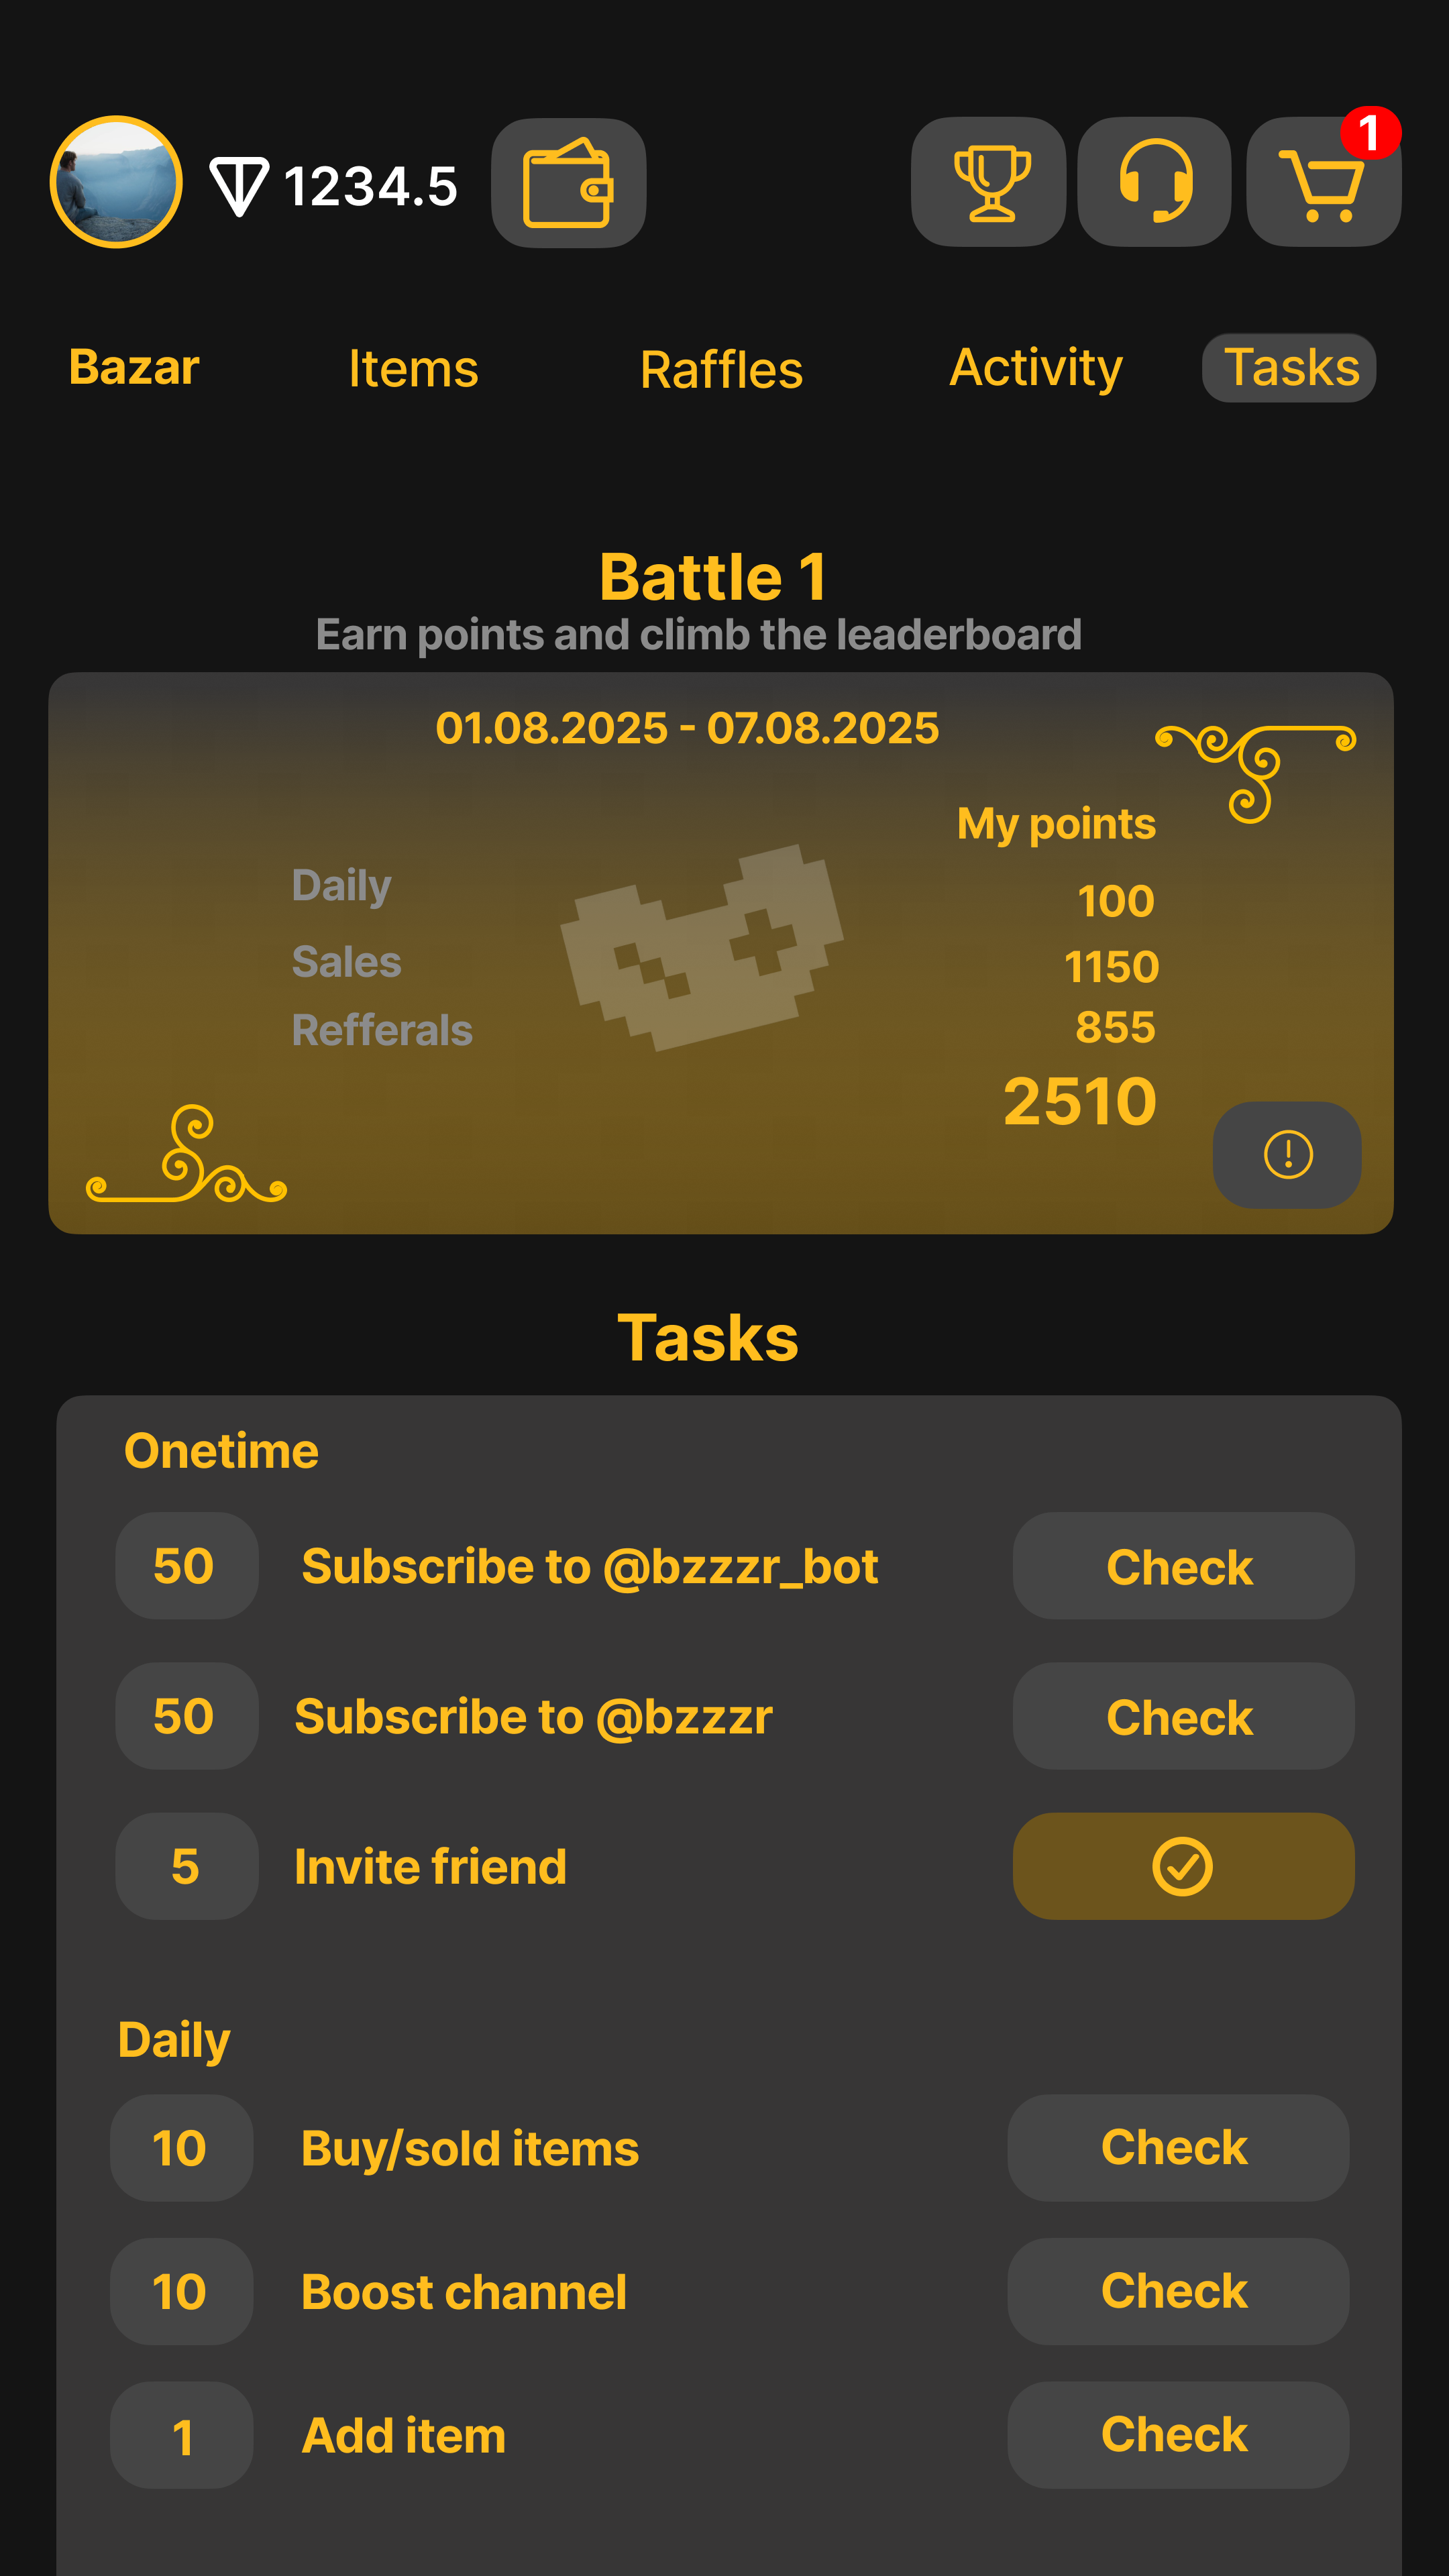 1234.5
1
Bazar Items Raffles Activity Tasks
Battle 1
Earn points and climb the leaderboard
01.08.2025 - 07.08.2025
My points
Daily 100
Sales 1150
Refferals 855
2510
Tasks
Onetime
50 Subscribe to @bzzzr_bot Check
50 Subscribe to @bzzzr Check
5 Invite friend
Daily
10 Buy/sold items Check
10 Boost channel Check
1 Add item Check